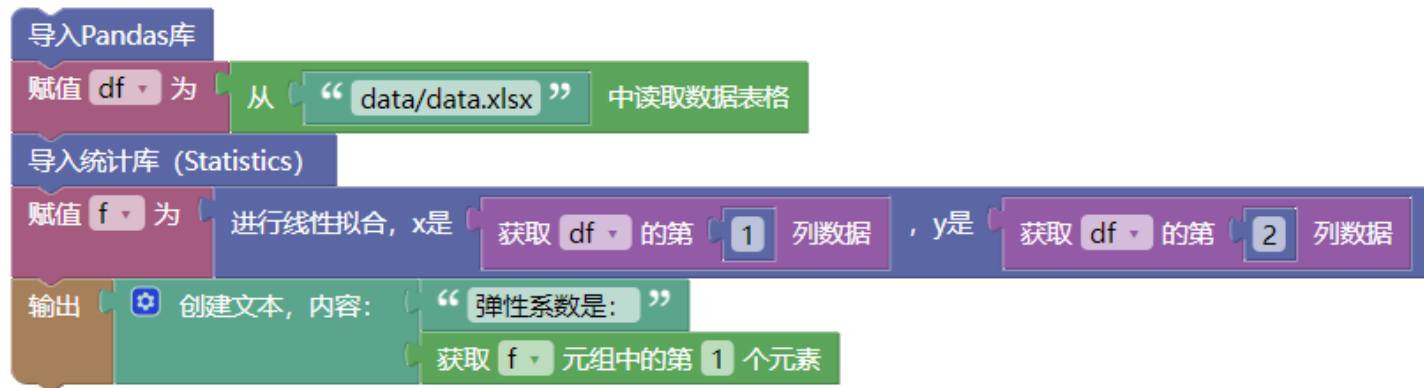 导入Pandas库
赋值 df 为 从 “ data/data.xlsx ” 中读取数据表格
导入统计库 (Statistics)
赋值 f 为 进行线性拟合，x是 获取 df 的第 1 列数据 ，y是 获取 df 的第 2 列数据
输出 创建文本，内容： “ 弹性系数是： ”
获取 f 元组中的第 1 个元素